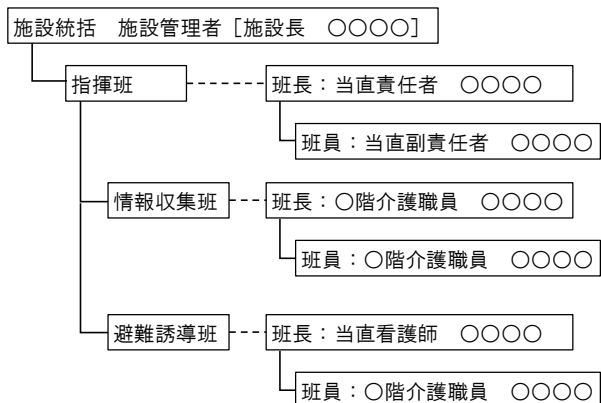 施設統括　施設管理者［施設長　〇〇〇〇］
指揮班
班長：当直責任者　〇〇〇〇
班員：当直副責任者　〇〇〇〇
情報収集班
班長：〇階介護職員　〇〇〇〇
班員：〇階介護職員　〇〇〇〇
避難誘導班
班長：当直看護師　〇〇〇〇
班員：〇階介護職員　〇〇〇〇